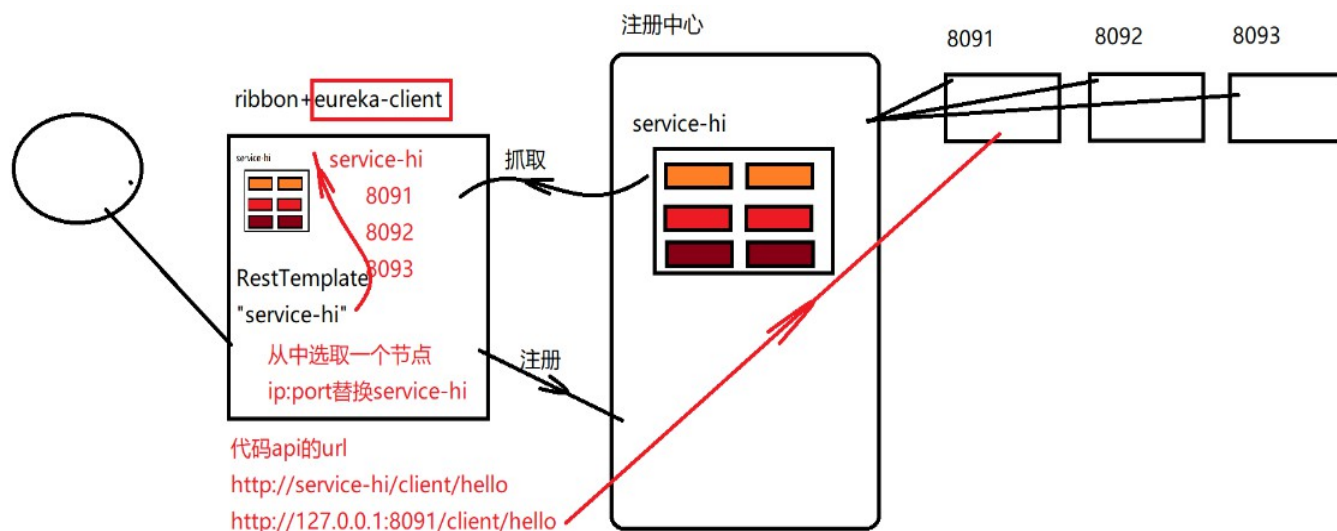 注册中心
8091
8092
8093
ribbon+eureka-client
service-hi
service-hi
8091
8092
8093
RestTemplate
"service-hi"
从中选取一个节点
ip:port替换service-hi
抓取
注册
service-hi
代码api的url
http://service-hi/client/hello
http://127.0.0.1:8091/client/hello